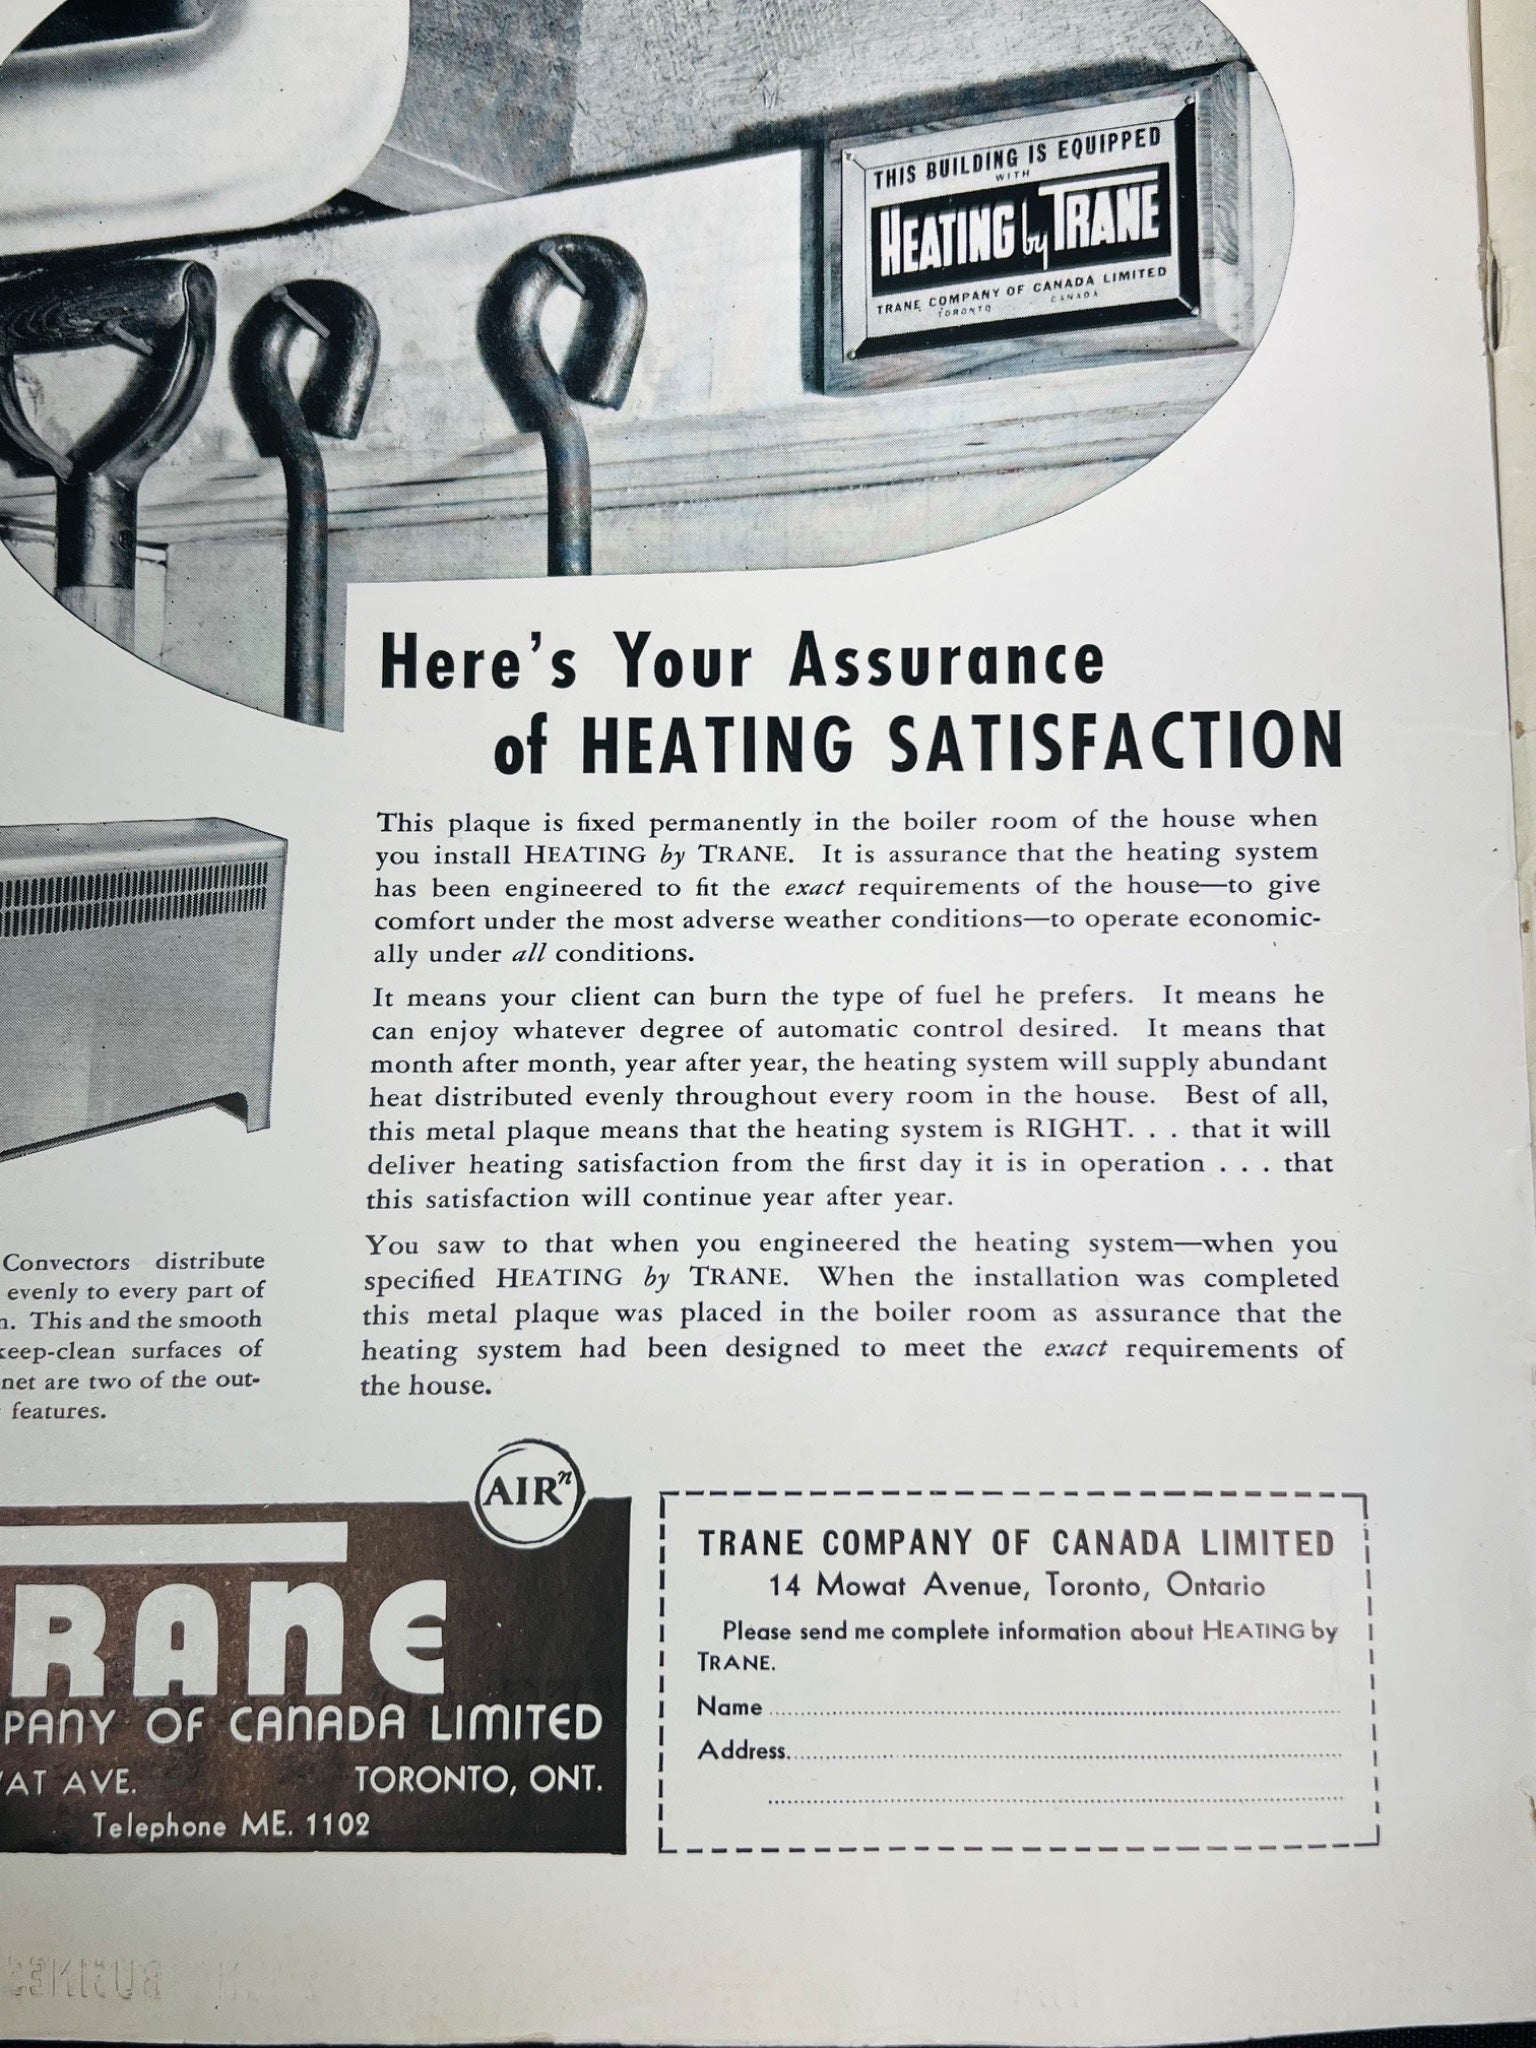 THIS BUILDING IS EQUIPPED
WITH
HEATING by TRANE
TRANE COMPANY OF CANADA LIMITED
TORONTO CANADA
Here's Your Assurance
of HEATING SATISFACTION
This plaque is fixed permanently in the boiler room of the house when
you install HEATING by TRANE. It is assurance that the heating system
has been engineered to fit the exact requirements of the house—to give
comfort under the most adverse weather conditions—to operate economic-
ally under all conditions.
It means your client can burn the type of fuel he prefers. It means he
can enjoy whatever degree of automatic control desired. It means that
month after month, year after year, the heating system will supply abundant
heat distributed evenly throughout every room in the house. Best of all,
this metal plaque means that the heating system is RIGHT. . . that it will
deliver heating satisfaction from the first day it is in operation . . . that
this satisfaction will continue year after year.
You saw to that when you engineered the heating system—when you
specified HEATING by TRANE. When the installation was completed
this metal plaque was placed in the boiler room as assurance that the
heating system had been designed to meet the exact requirements of
the house.
Convectors distribute
evenly to every part of
. This and the smooth
keep-clean surfaces of
net are two of the out-
features.
AIRⁿ
RANE
PANY OF CANADA LIMITED
AT AVE. TORONTO, ONT.
Telephone ME. 1102
TRANE COMPANY OF CANADA LIMITED
14 Mowat Avenue, Toronto, Ontario
Please send me complete information about HEATING by
TRANE.
Name
Address